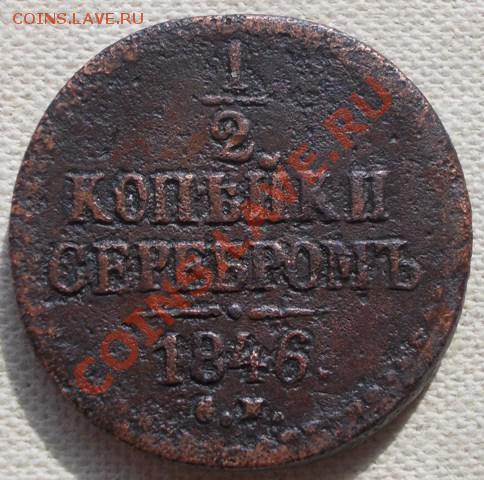 COINS.LAVE.RU
1
2
КОПѢЙКИ
СЕРЕБРОМЪ
1846.
С.М.
COINS.LAVE.RU